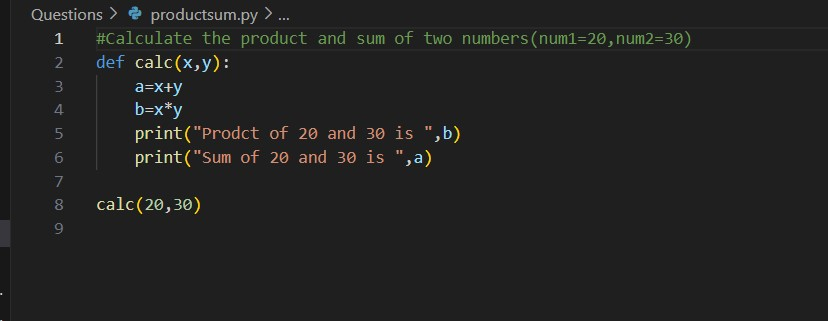 Questions > productsum.py > ...
1 #Calculate the product and sum of two numbers(num1=20,num2=30)
2 def calc(x,y):
3     a=x+y
4     b=x*y
5     print("Prodct of 20 and 30 is ",b)
6     print("Sum of 20 and 30 is ",a)
7
8 calc(20,30)
9